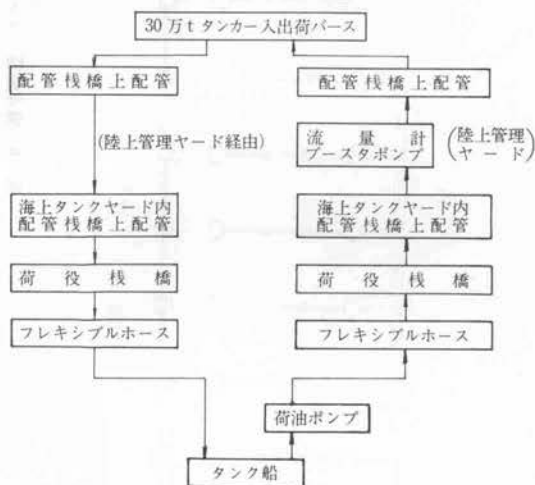 30万tタンカー入出荷バース
配管桟橋上配管
(陸上管理ヤード経由)
海上タンクヤード内
配管桟橋上配管
荷役桟橋
フレキシブルホース
配管桟橋上配管
流量計
ブースタポンプ
(陸上管理
ヤード)
海上タンクヤード内
配管桟橋上配管
荷役桟橋
フレキシブルホース
荷油ポンプ
タンク船